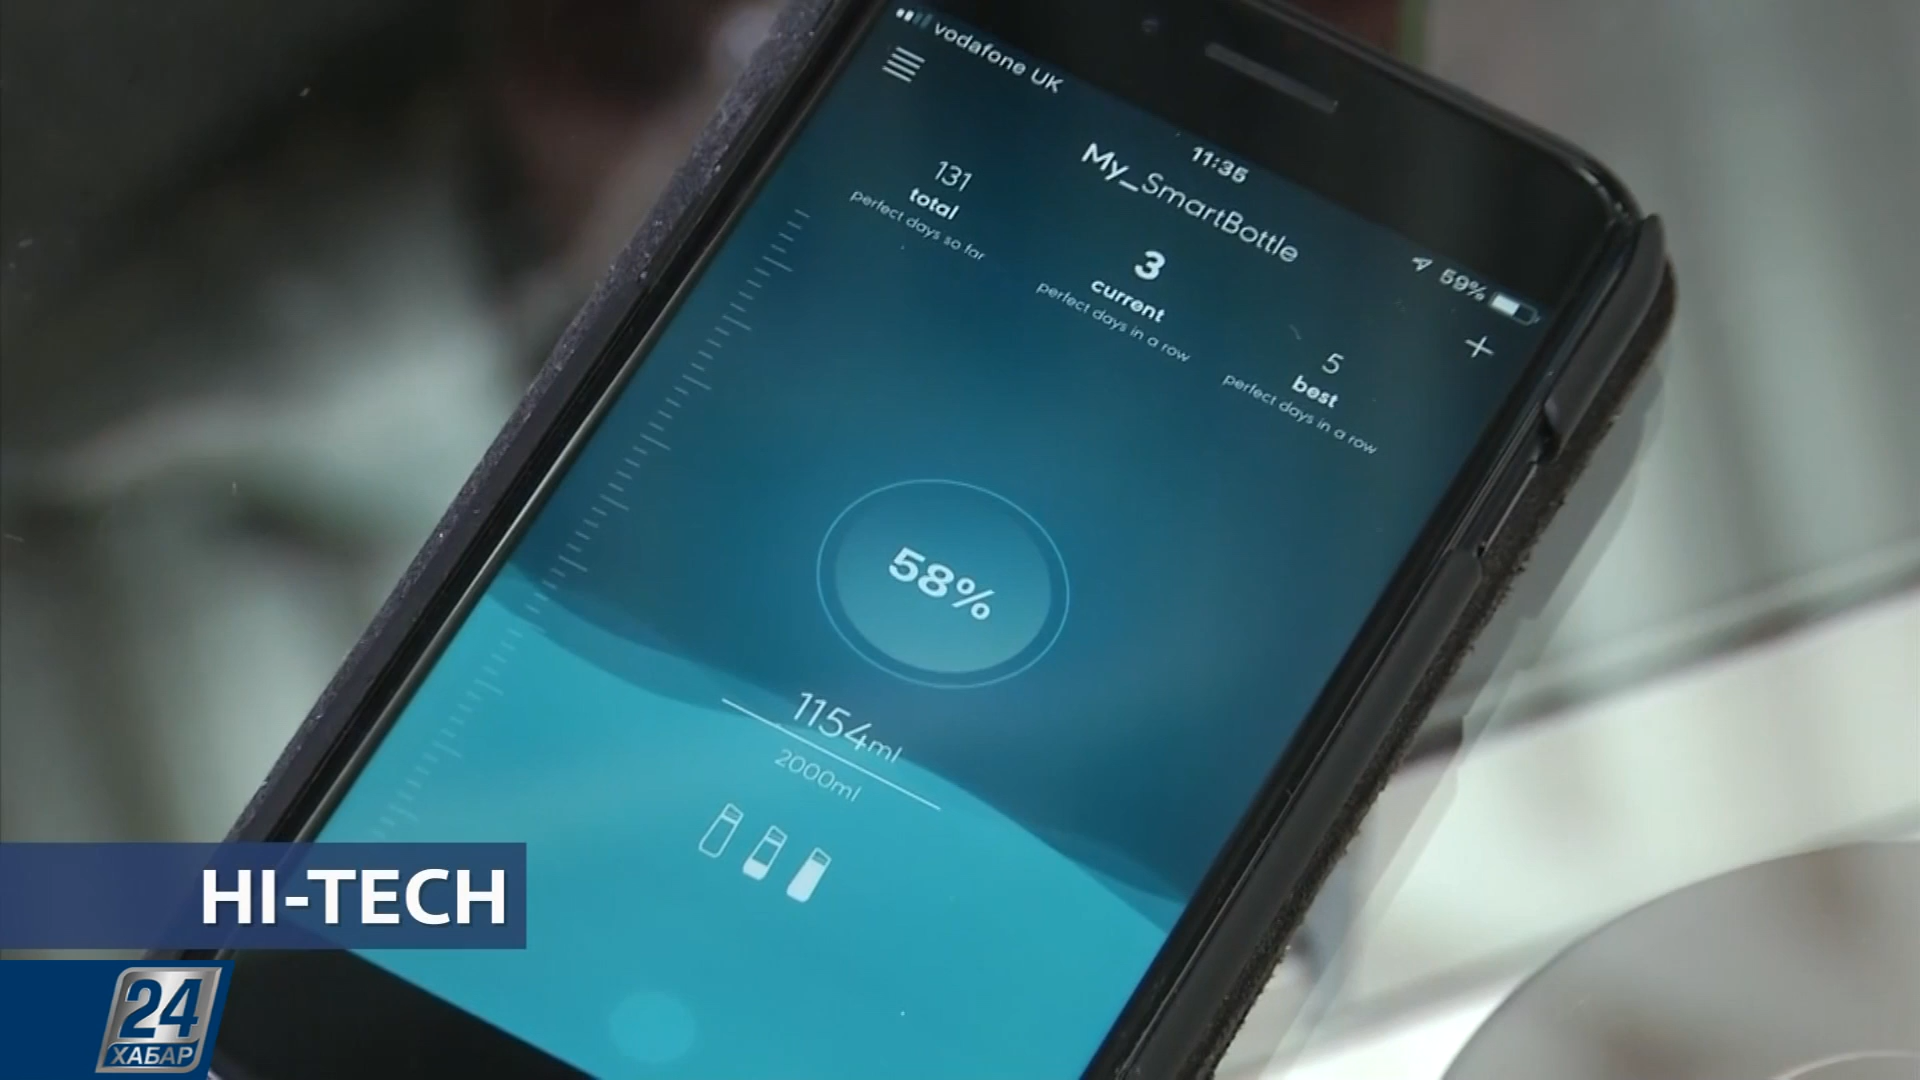 vodafone UK
11:35
59%
My_SmartBottle
131
total
perfect days so far
3
current
perfect days in a row
5
best
perfect days in a row
58%
1154ml
2000ml
HI-TECH
24
ХАБАР